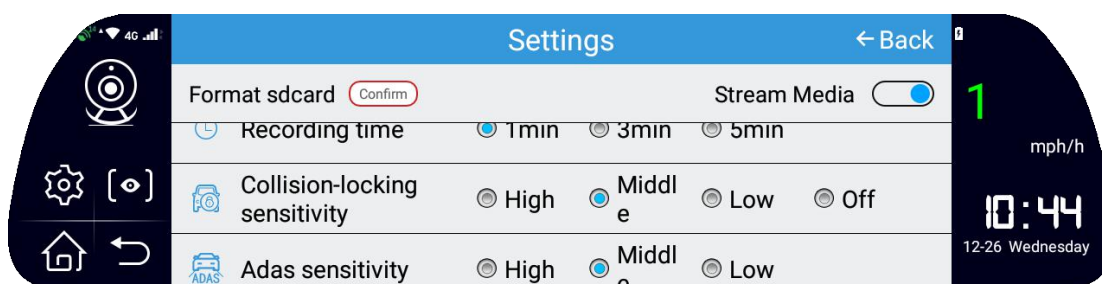 4G
Settings
←Back
Format sdcard Confirm
Stream Media
Recording time 1min 3min 5min
Collision-locking
sensitivity
High
Middl
e
Low
Off
ADAS
Adas sensitivity
High
Middl
Low
1
mph/h
10:44
12-26 Wednesday